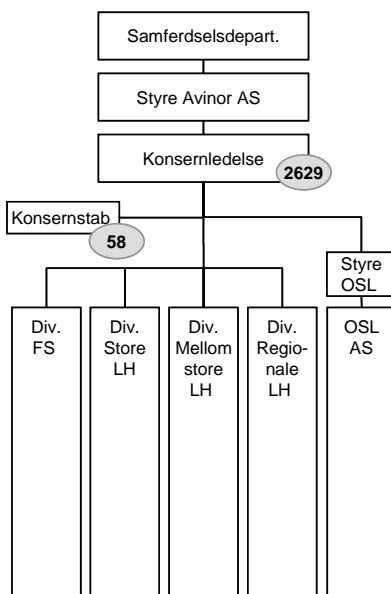 Samferdselsdepart.
Styre Avinor AS
Konsernledelse
2629
Konsernstab
58
Styre
OSL
Div.
FS
Div.
Store
LH
Div.
Mellom
store
LH
Div.
Regio-
nale
LH
OSL
AS